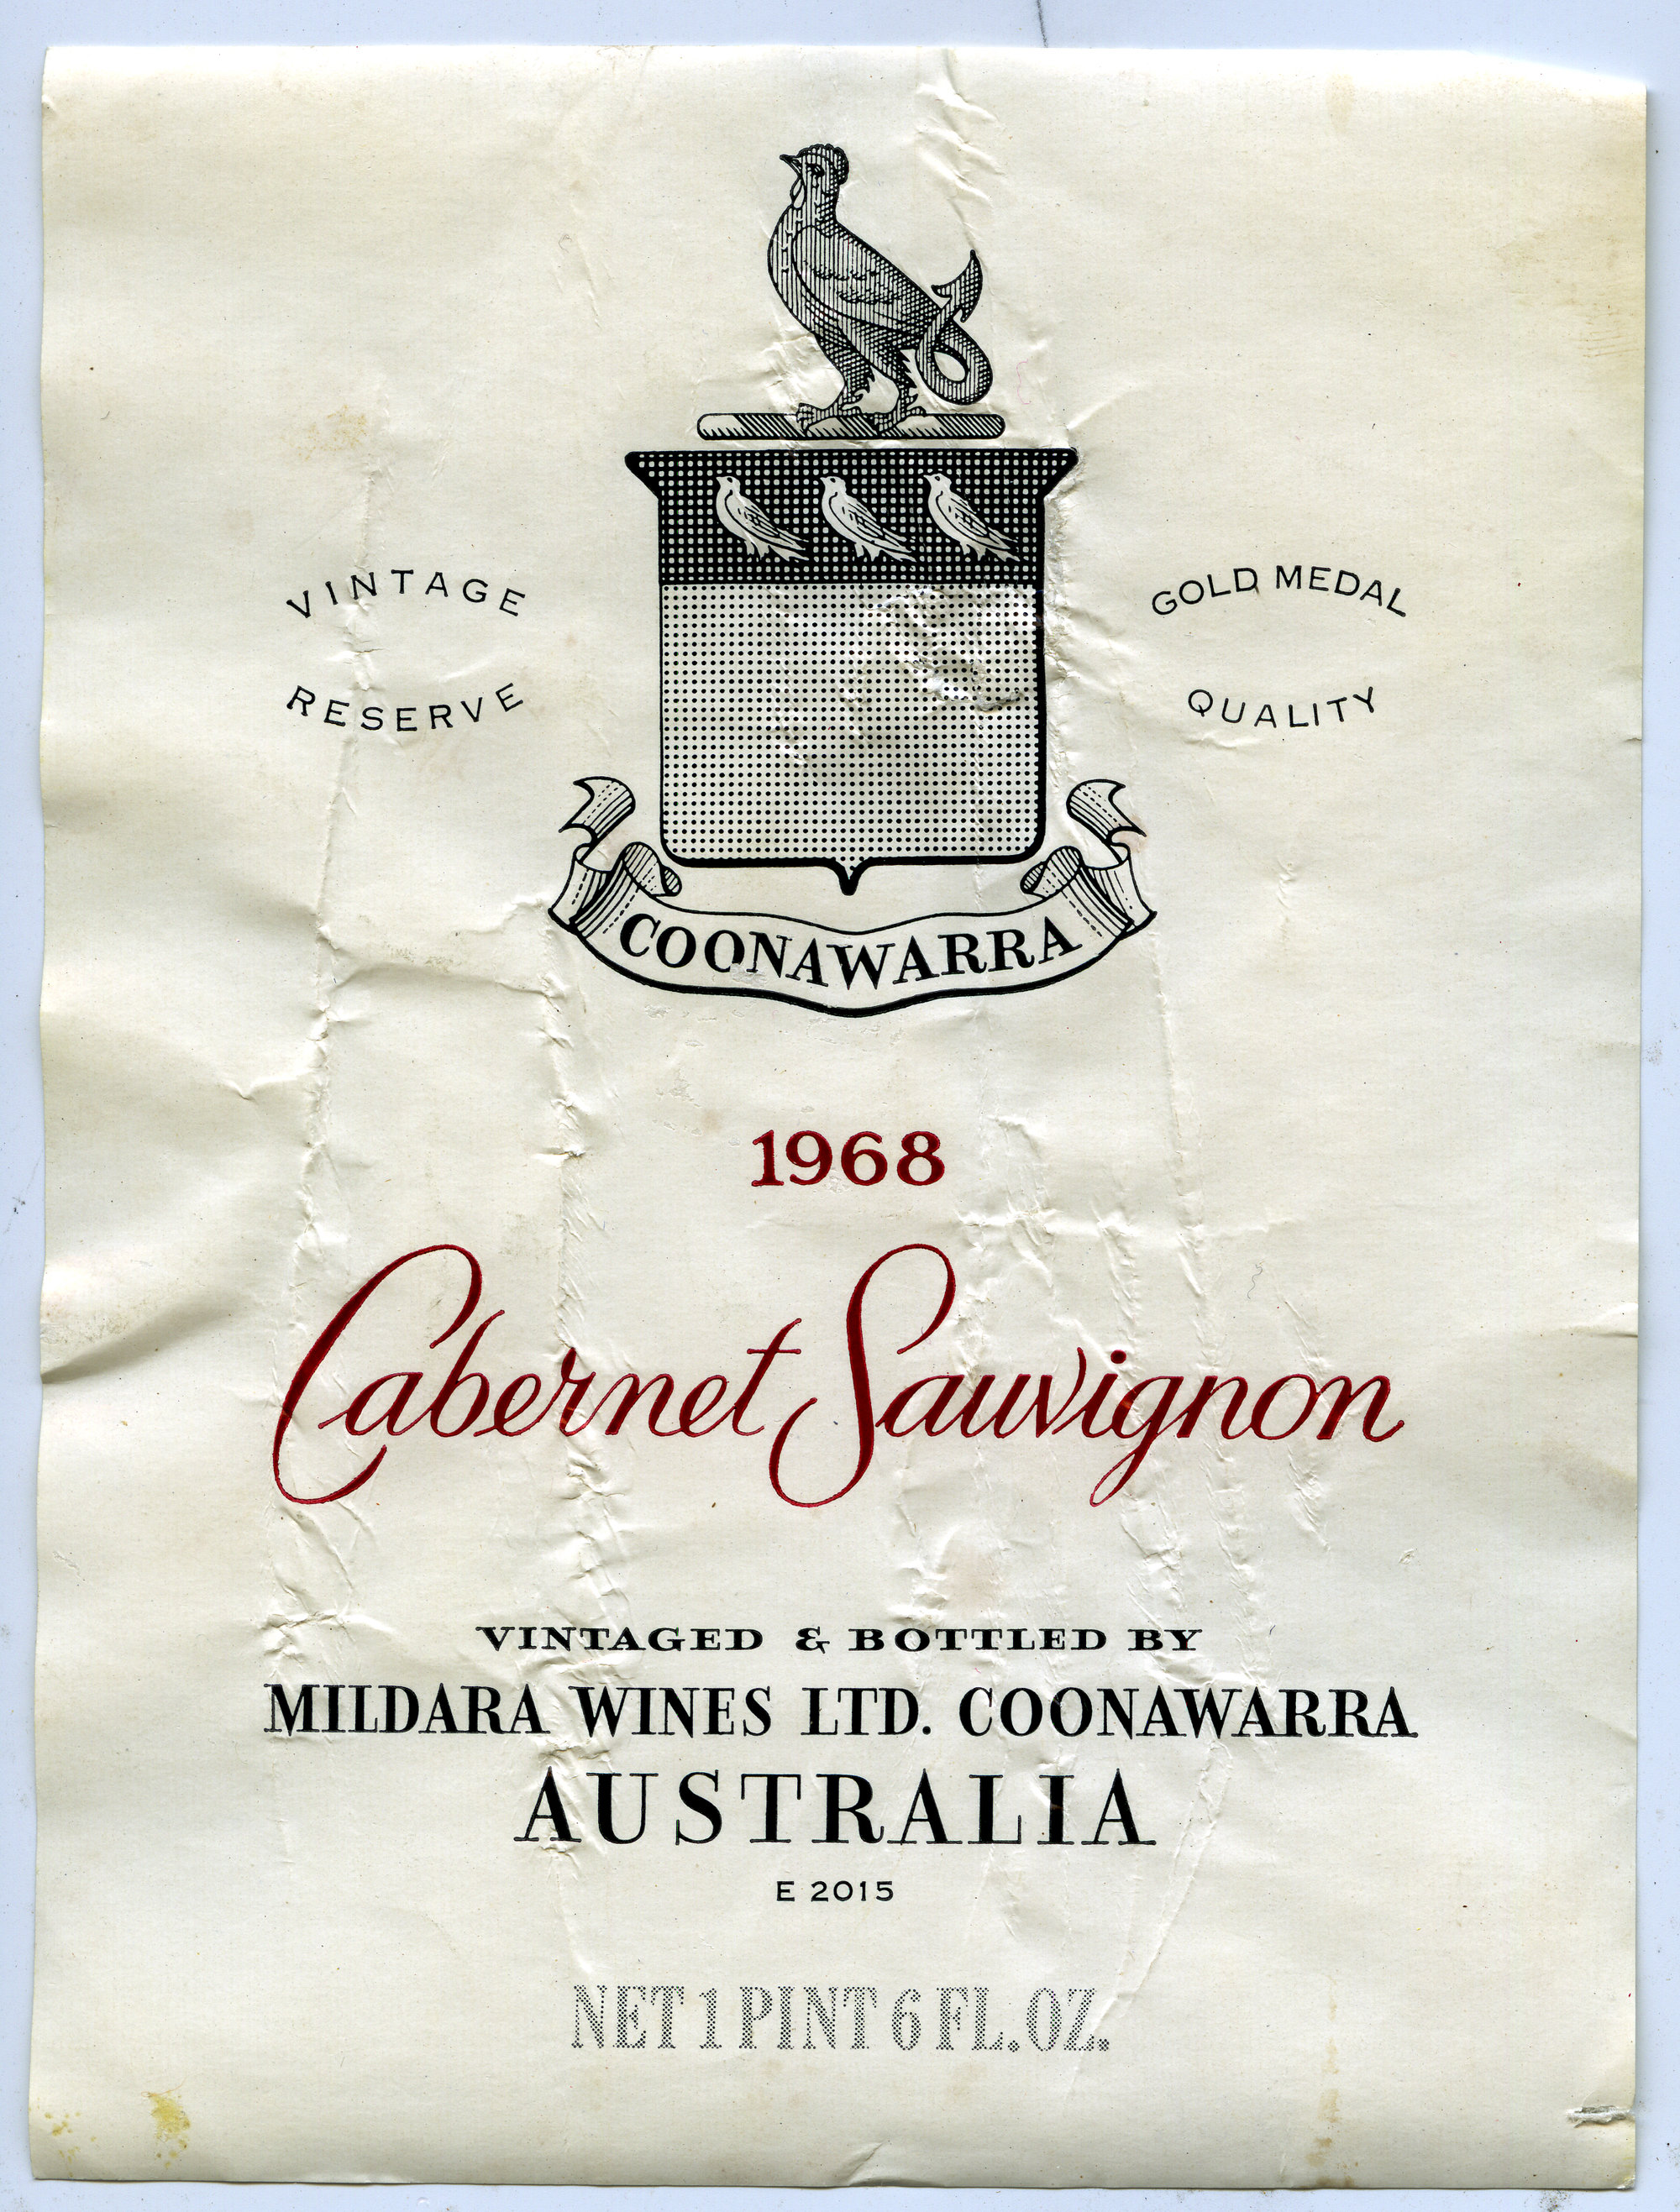 VINTAGE
RESERVE
GOLD MEDAL
QUALITY
COONAWARRA
1968
Cabernet Sauvignon
VINTAGED & BOTTLED BY
MILDARA WINES LTD. COONAWARRA
AUSTRALIA
E 2015
NET 1 PINT 6 FL. OZ.